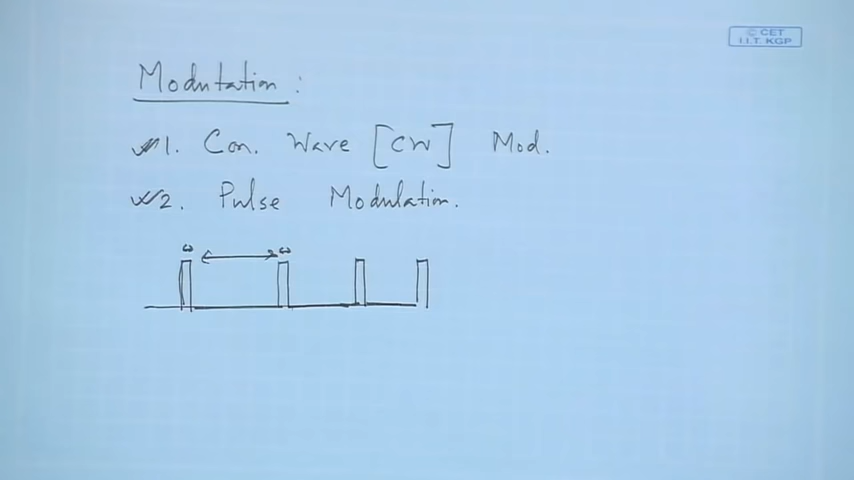 © CET
I.I.T. KGP
Modulation :
1. Con. Wave [CW] Mod.
2. Pulse Modulation.
ω ω